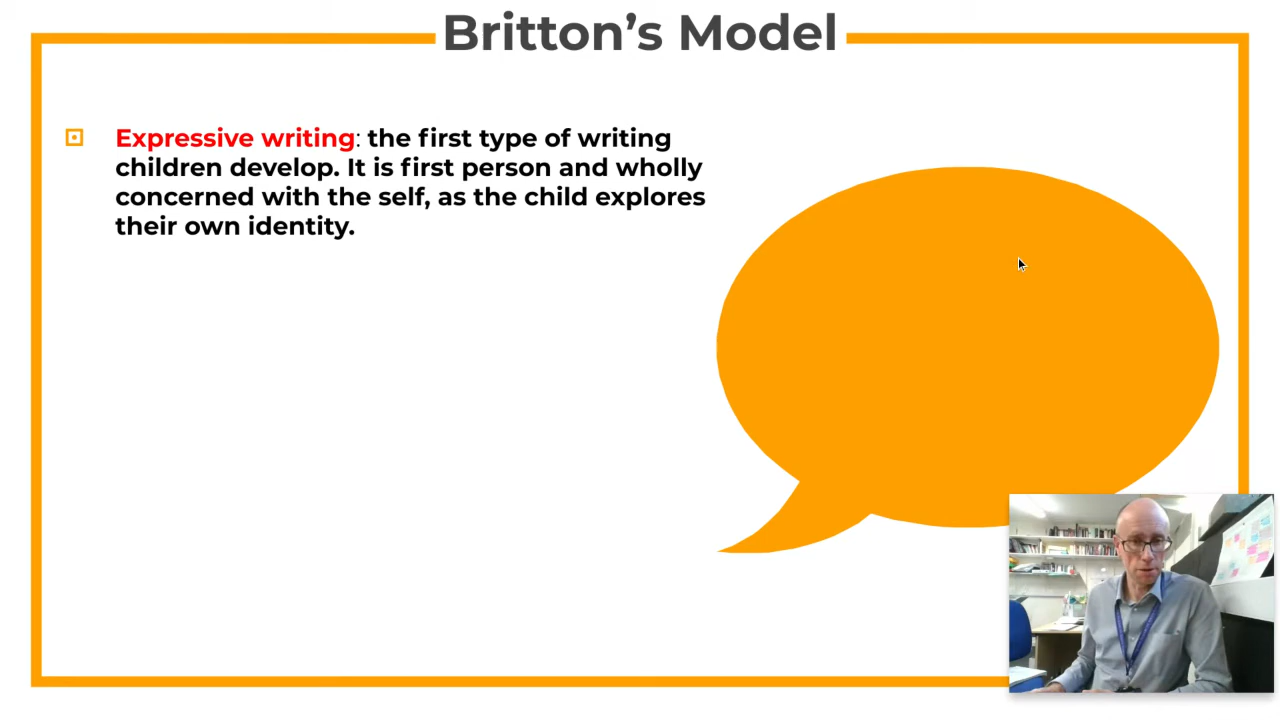 Britton’s Model
Expressive writing: the first type of writing
children develop. It is first person and wholly
concerned with the self, as the child explores
their own identity.